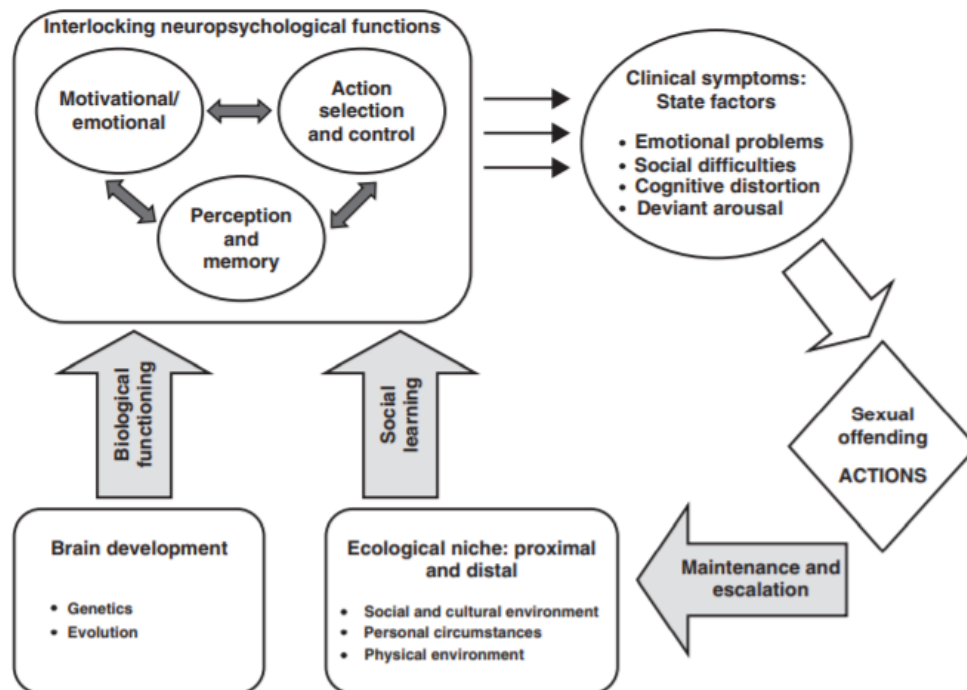 Interlocking neuropsychological functions
Motivational/
emotional
Action
selection
and control
Perception
and
memory
Clinical symptoms:
State factors
• Emotional problems
• Social difficulties
• Cognitive distortion
• Deviant arousal
Biological
functioning
Social
learning
Sexual
offending
ACTIONS
Brain development
• Genetics
• Evolution
Ecological niche: proximal
and distal
• Social and cultural environment
• Personal circumstances
• Physical environment
Maintenance and
escalation